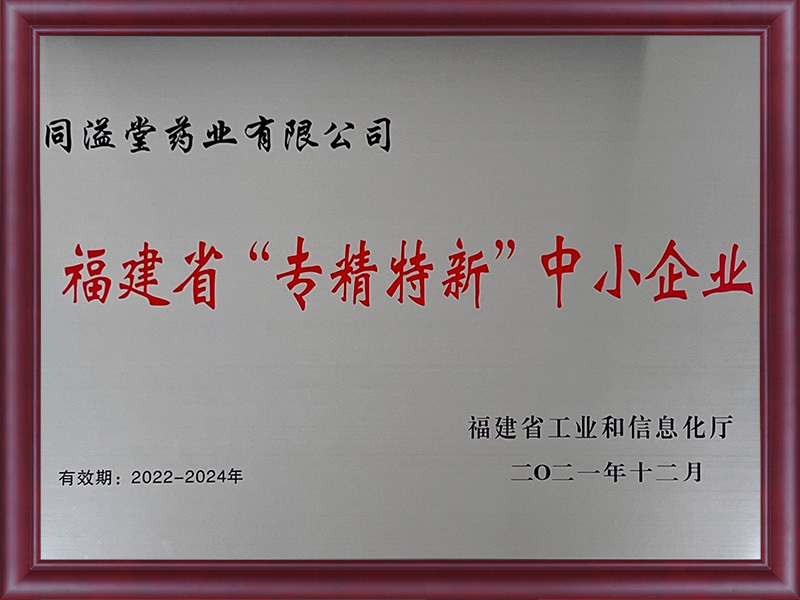 同溢堂药业有限公司
福建省“专精特新”中小企业
福建省工业和信息化厅
有效期：2022-2024年
二〇二一年十二月